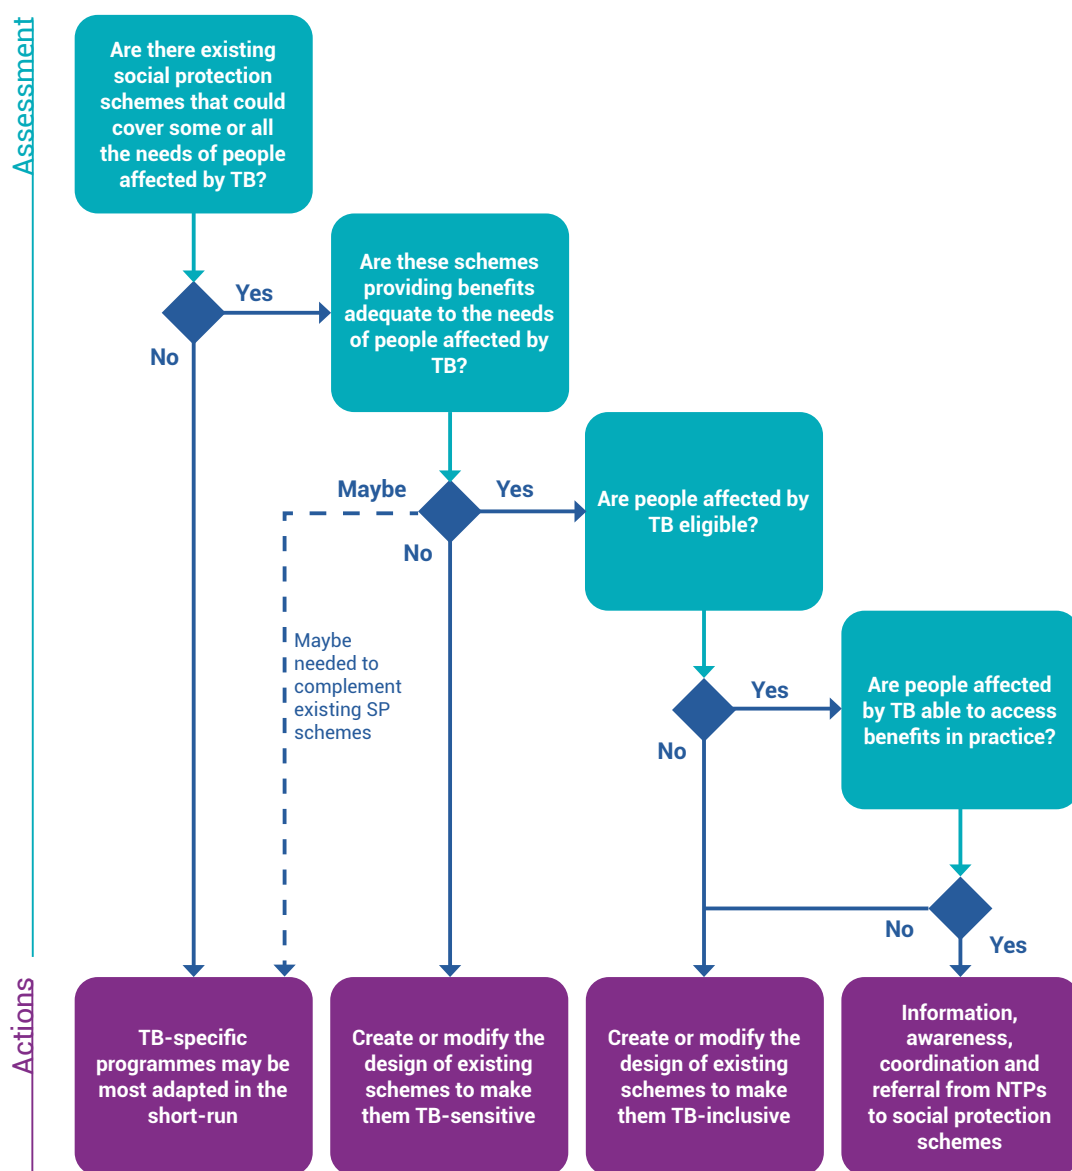 Assessment
Are there existing
social protection
schemes that could
cover some or all
the needs of people
affected by TB?
Yes
No
Are these schemes
providing benefits
adequate to the needs
of people affected by
TB?
Maybe
Yes
No
Maybe
needed to
complement
existing SP
schemes
Are people affected by
TB eligible?
Yes
No
Are people affected
by TB able to access
benefits in practice?
No
Yes
Actions
TB-specific
programmes may be
most adapted in the
short-run
Create or modify the
design of existing
schemes to make
them TB-sensitive
Create or modify the
design of existing
schemes to make
them TB-inclusive
Information,
awareness,
coordination and
referral from NTPs
to social protection
schemes